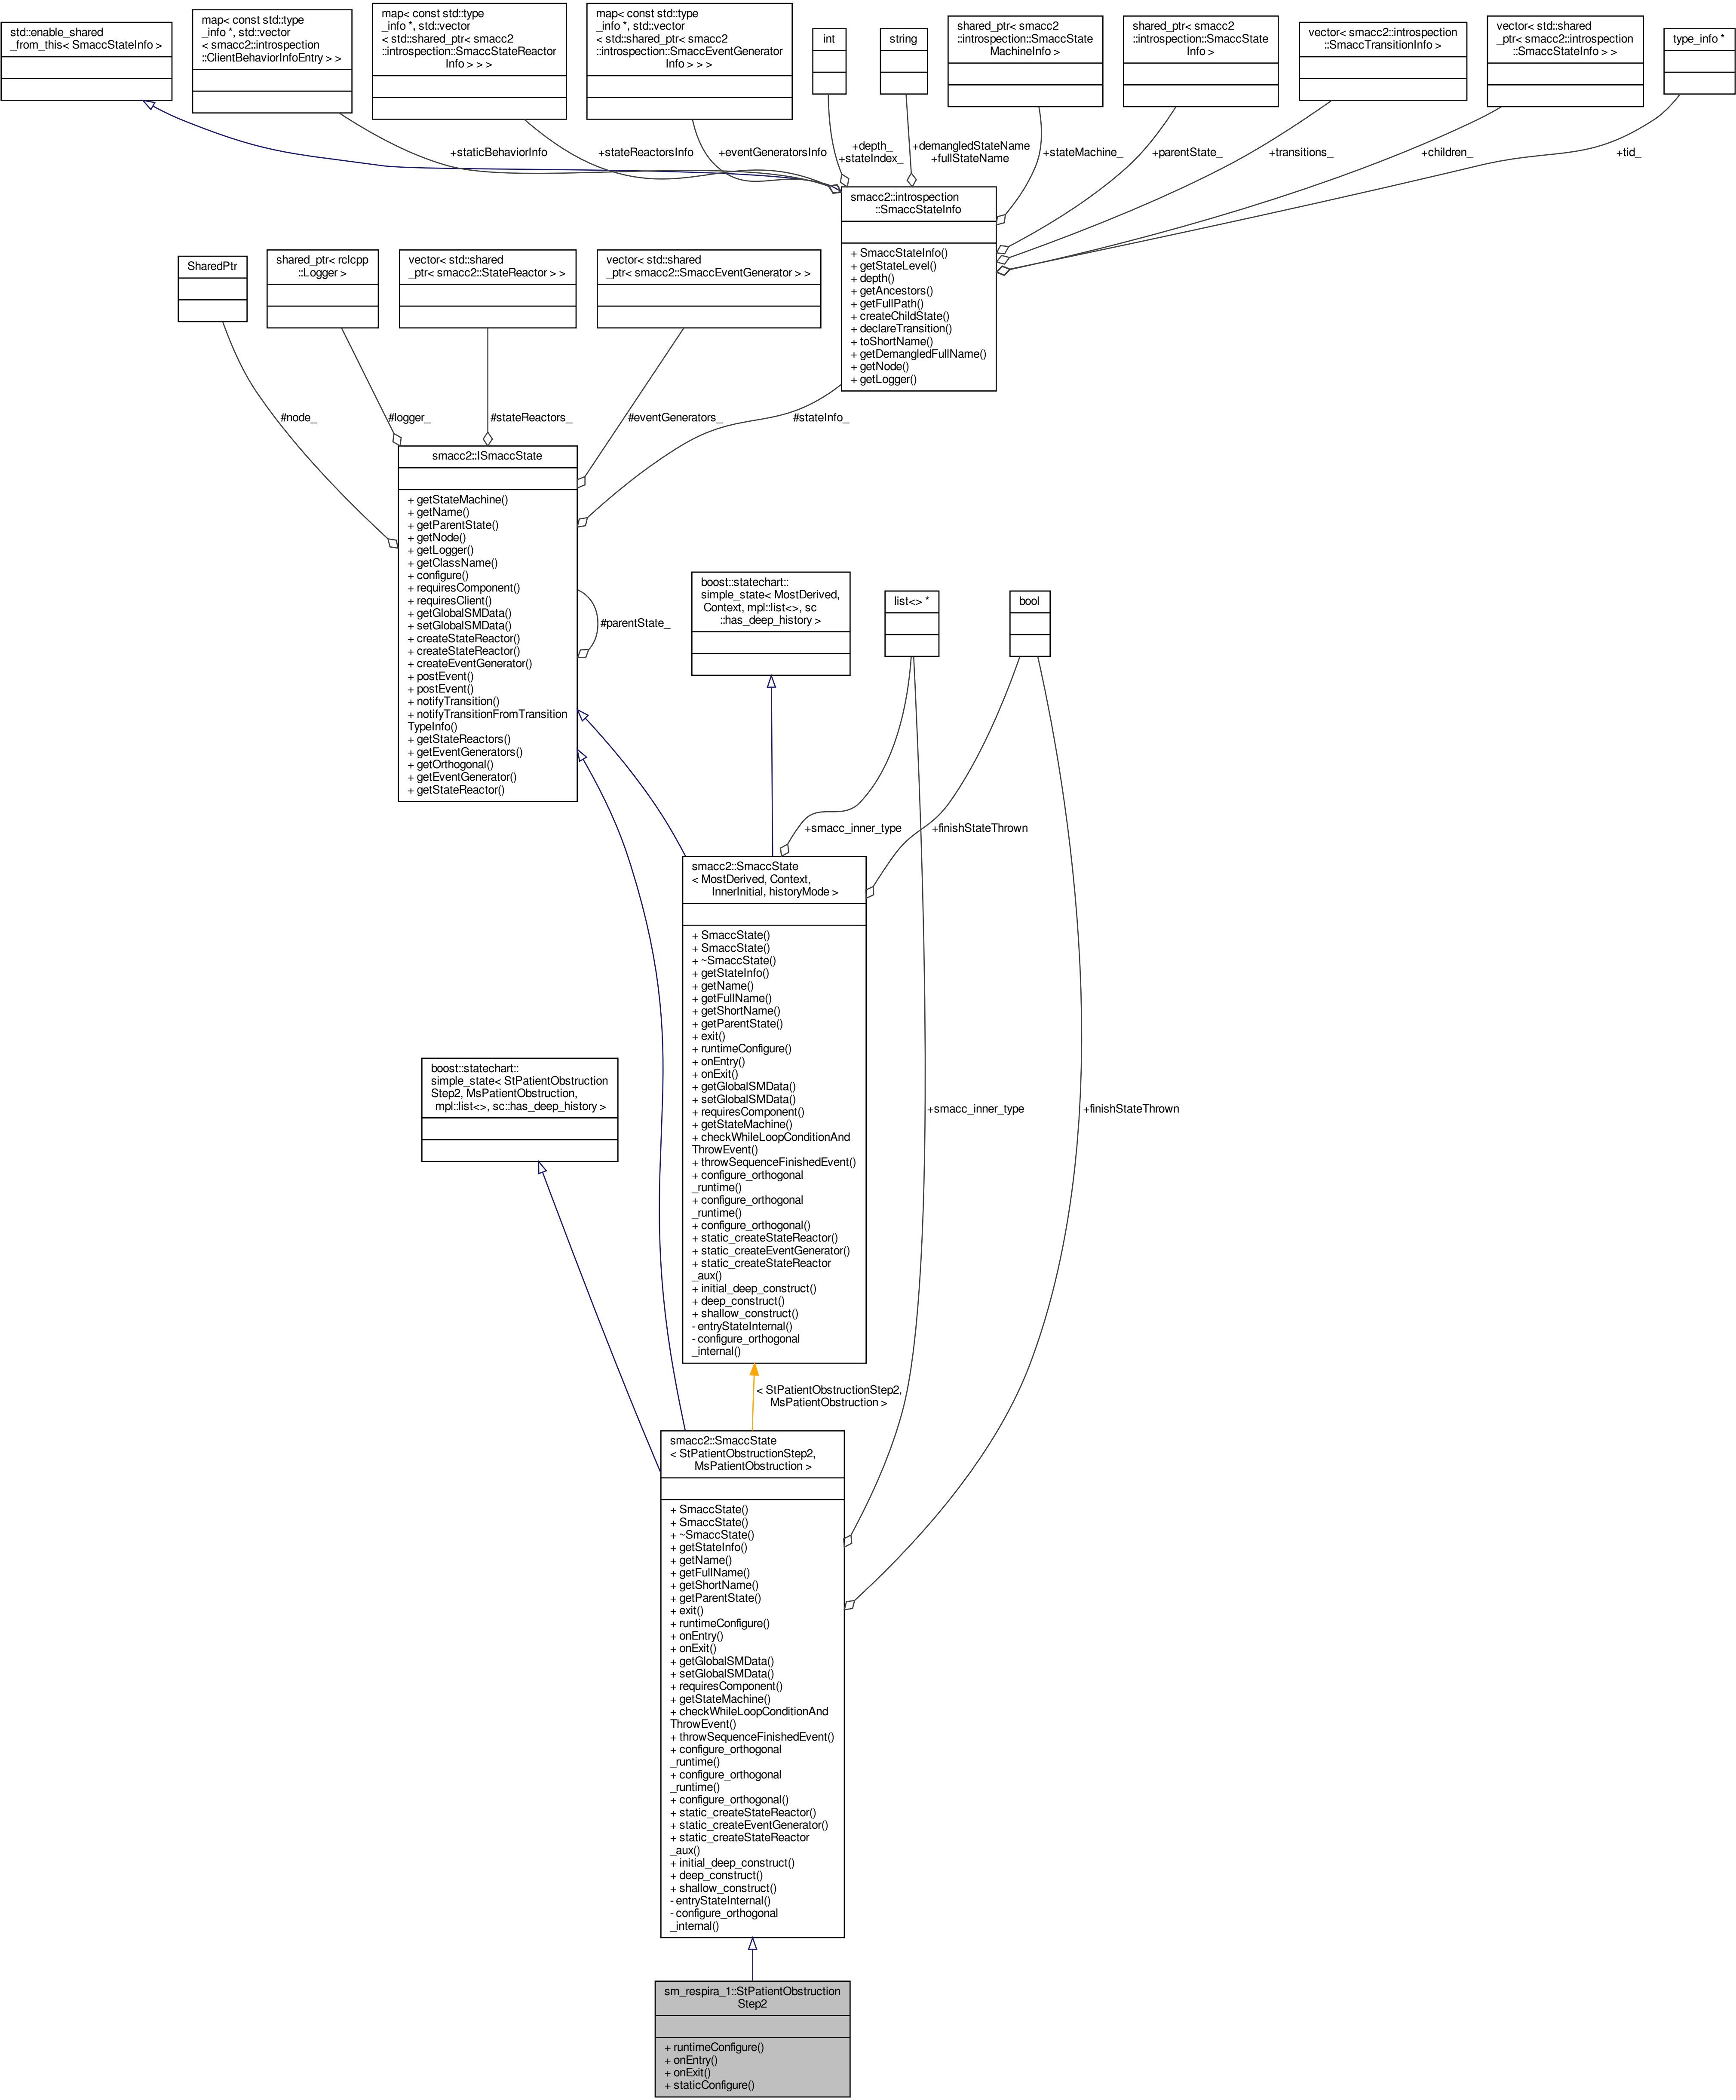 std::enable_shared
_from_this< SmaccStateInfo >
map< const std::type
_info *, std::vector
< smacc2::introspection
::ClientBehaviorInfoEntry > >
map< const std::type
_info *, std::vector
< std::shared_ptr< smacc2
::introspection::SmaccStateReactor
Info > > >
map< const std::type
_info *, std::vector
< std::shared_ptr< smacc2
::introspection::SmaccEventGenerator
Info > > >
int
string
shared_ptr< smacc2
::introspection::SmaccState
MachineInfo >
shared_ptr< smacc2
::introspection::SmaccState
Info >
vector< smacc2::introspection
::SmaccTransitionInfo >
vector< std::shared
_ptr< smacc2::introspection
::SmaccStateInfo > >
type_info *
+staticBehaviorInfo
+stateReactorsInfo
+eventGeneratorsInfo
+depth_
+stateIndex_
+demangledStateName
+fullStateName
+stateMachine_
+parentState_
+transitions_
+children_
+tid_
smacc2::introspection
::SmaccStateInfo
+ SmaccStateInfo()
+ getStateLevel()
+ depth()
+ getAncestors()
+ getFullPath()
+ createChildState()
+ declareTransition()
+ toShortName()
+ getDemangledFullName()
+ getNode()
+ getLogger()
SharedPtr
shared_ptr< rclcpp
::Logger >
vector< std::shared
_ptr< smacc2::StateReactor > >
vector< std::shared
_ptr< smacc2::SmaccEventGenerator > >
#node_
#logger_
#stateReactors_
#eventGenerators_
#stateInfo_
smacc2::ISmaccState
+ getStateMachine()
+ getName()
+ getParentState()
+ getNode()
+ getLogger()
+ getClassName()
+ configure()
+ requiresComponent()
+ requiresClient()
+ getGlobalSMData()
+ setGlobalSMData()
+ createStateReactor()
+ createStateReactor()
+ createEventGenerator()
+ postEvent()
+ postEvent()
+ notifyTransition()
+ notifyTransitionFromTransition
TypeInfo()
+ getStateReactors()
+ getEventGenerators()
+ getOrthogonal()
+ getEventGenerator()
+ getStateReactor()
#parentState_
boost::statechart::
simple_state< MostDerived,
Context, mpl::list<>, sc
::has_deep_history >
list<> *
bool
+smacc_inner_type
+finishStateThrown
smacc2::SmaccState
< MostDerived, Context,
InnerInitial, historyMode >
+ SmaccState()
+ SmaccState()
+ ~SmaccState()
+ getStateInfo()
+ getName()
+ getFullName()
+ getShortName()
+ getParentState()
+ exit()
+ runtimeConfigure()
+ onEntry()
+ onExit()
+ getGlobalSMData()
+ setGlobalSMData()
+ requiresComponent()
+ getStateMachine()
+ checkWhileLoopConditionAnd
ThrowEvent()
+ throwSequenceFinishedEvent()
+ configure_orthogonal
_runtime()
+ configure_orthogonal
_runtime()
+ configure_orthogonal()
+ static_createStateReactor()
+ static_createEventGenerator()
+ static_createStateReactor
_aux()
+ initial_deep_construct()
+ deep_construct()
+ shallow_construct()
- entryStateInternal()
- configure_orthogonal
_internal()
boost::statechart::
simple_state< StPatientObstruction
Step2, MsPatientObstruction,
mpl::list<>, sc::has_deep_history >
+smacc_inner_type
+finishStateThrown
< StPatientObstructionStep2,
MsPatientObstruction >
smacc2::SmaccState
< StPatientObstructionStep2,
MsPatientObstruction >
+ SmaccState()
+ SmaccState()
+ ~SmaccState()
+ getStateInfo()
+ getName()
+ getFullName()
+ getShortName()
+ getParentState()
+ exit()
+ runtimeConfigure()
+ onEntry()
+ onExit()
+ getGlobalSMData()
+ setGlobalSMData()
+ requiresComponent()
+ getStateMachine()
+ checkWhileLoopConditionAnd
ThrowEvent()
+ throwSequenceFinishedEvent()
+ configure_orthogonal
_runtime()
+ configure_orthogonal
_runtime()
+ configure_orthogonal()
+ static_createStateReactor()
+ static_createEventGenerator()
+ static_createStateReactor
_aux()
+ initial_deep_construct()
+ deep_construct()
+ shallow_construct()
- entryStateInternal()
- configure_orthogonal
_internal()
sm_respira_1::StPatientObstruction
Step2
+ runtimeConfigure()
+ onEntry()
+ onExit()
+ staticConfigure()